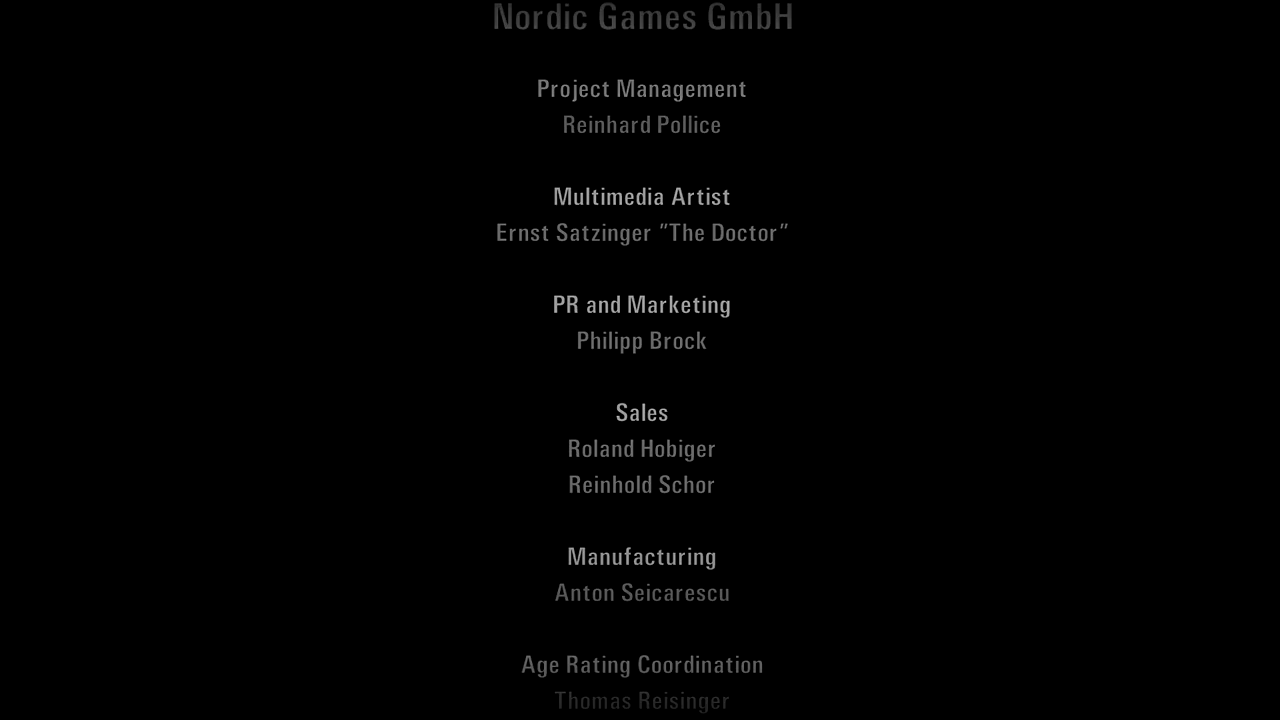 Nordic Games GmbH
Project Management
Reinhard Pollice
Multimedia Artist
Ernst Satzinger "The Doctor"
PR and Marketing
Philipp Brock
Sales
Roland Hobiger
Reinhold Schor
Manufacturing
Anton Seicarescu
Age Rating Coordination
Thomas Reisinger